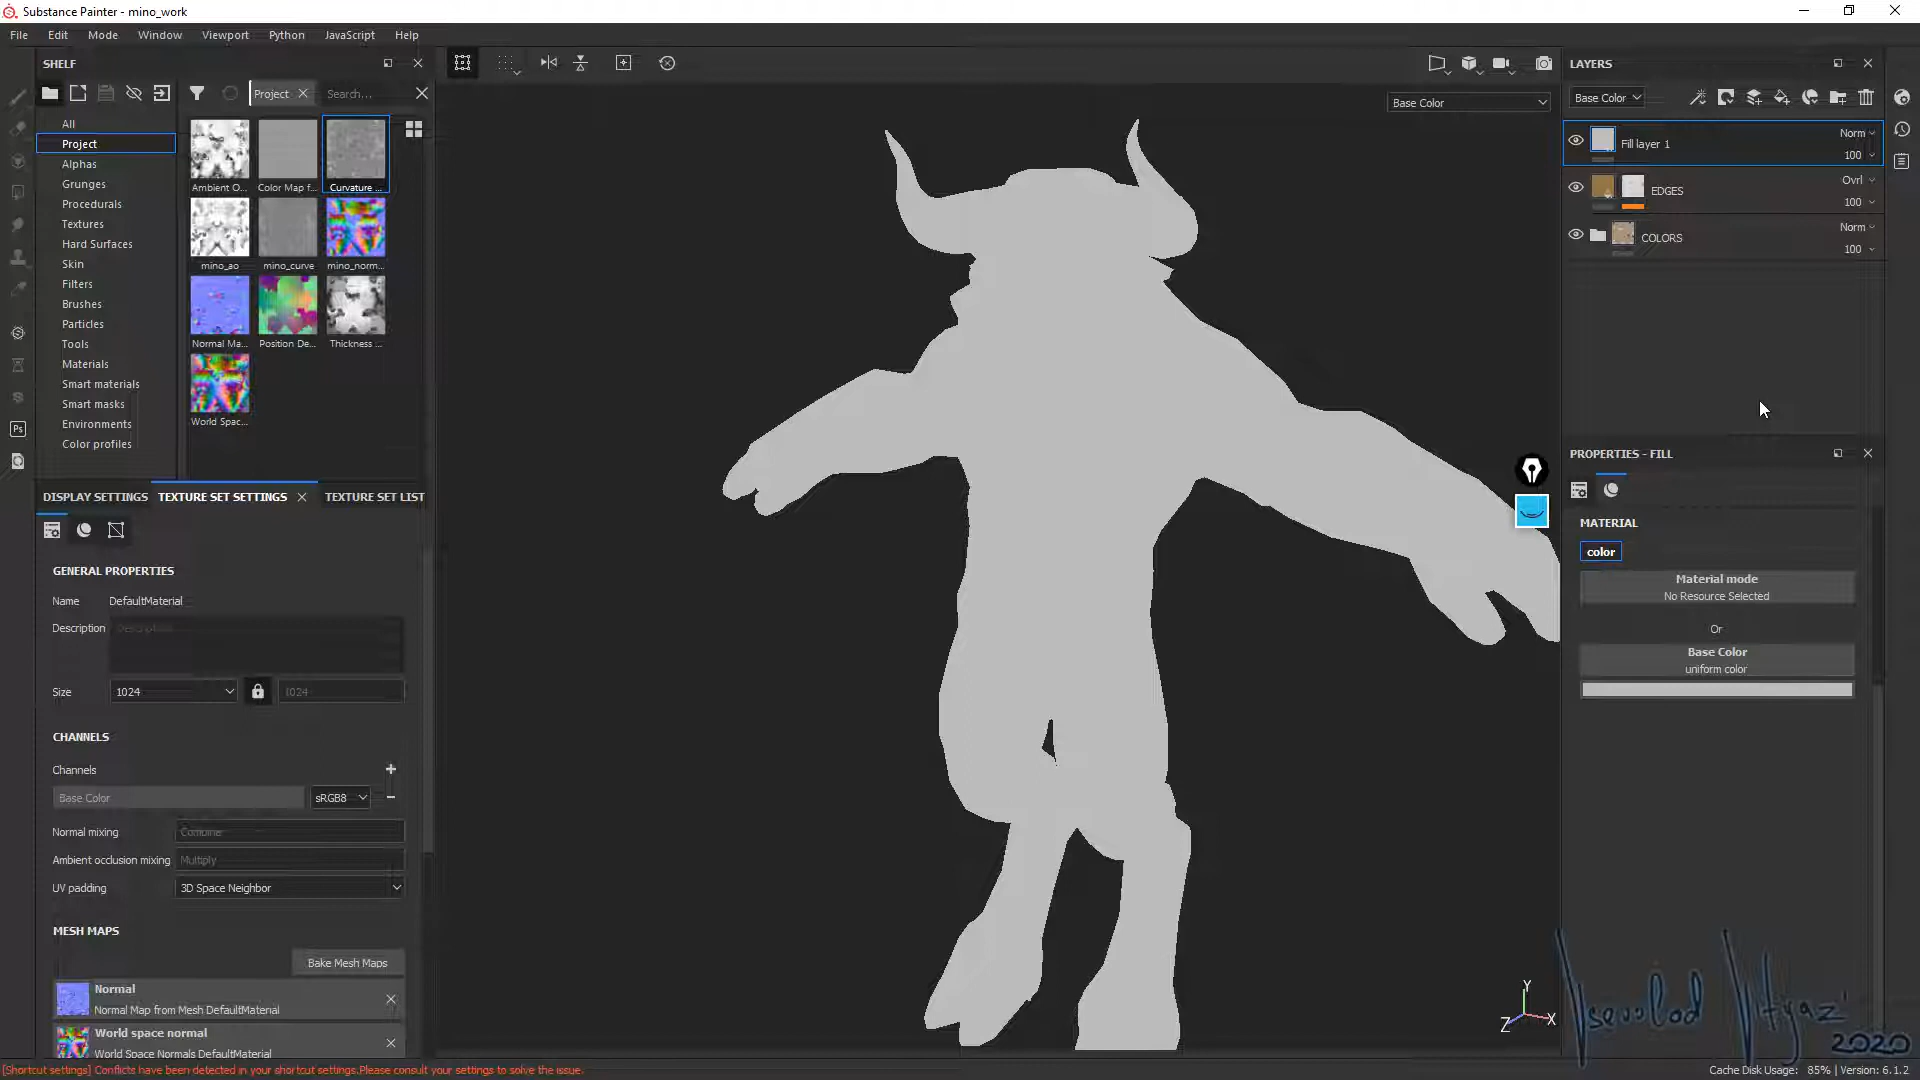 Substance Painter - mino_work
File Edit Mode Window Viewport Python JavaScript Help
SHELF
Project
Search...
All
Project
Alphas
Grunges
Procedurals
Textures
Hard Surfaces
Skin
Filters
Brushes
Particles
Tools
Materials
Smart materials
Smart masks
Environments
Color profiles
Ambient O... Color Map f... Curvature ...
mino_ao mino_curve mino_norm...
Normal Ma... Position De... Thickness ...
World Spac...
Ps
DISPLAY SETTINGS TEXTURE SET SETTINGS TEXTURE SET LIST
GENERAL PROPERTIES
Name DefaultMaterial
Description Description
Size 1024 1024
CHANNELS
Channels
Base Color sRGB8
Normal mixing Combine
Ambient occlusion mixing Multiply
UV padding 3D Space Neighbor
MESH MAPS
Bake Mesh Maps
Normal
Normal Map from Mesh DefaultMaterial
World space normal
World Space Normals DefaultMaterial
Base Color
Y
Z X
LAYERS
Base Color
Fill layer 1 Norm 100
EDGES Ovrl 100
COLORS Norm 100
PROPERTIES - FILL
MATERIAL
color
Material mode
No Resource Selected
Or
Base Color
uniform color
Vsevolod Vityaz'
2020
[Shortcut settings] Conflicts have been detected in your shortcut settings.Please consult your settings to solve the issue.
Cache Disk Usage: 85% | Version: 6.1.2